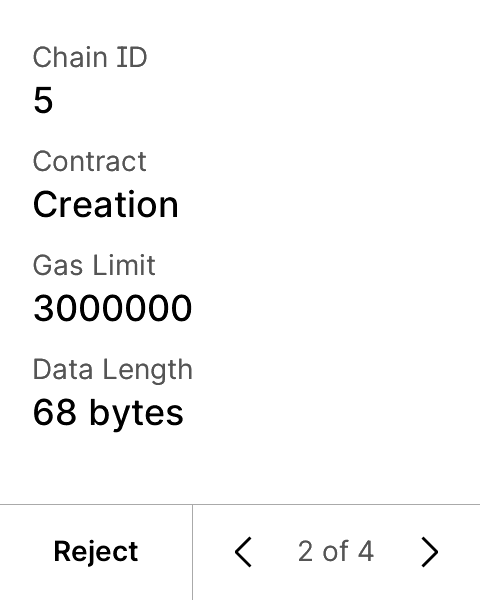 Chain ID
5
Contract
Creation
Gas Limit
3000000
Data Length
68 bytes
Reject
2 of 4